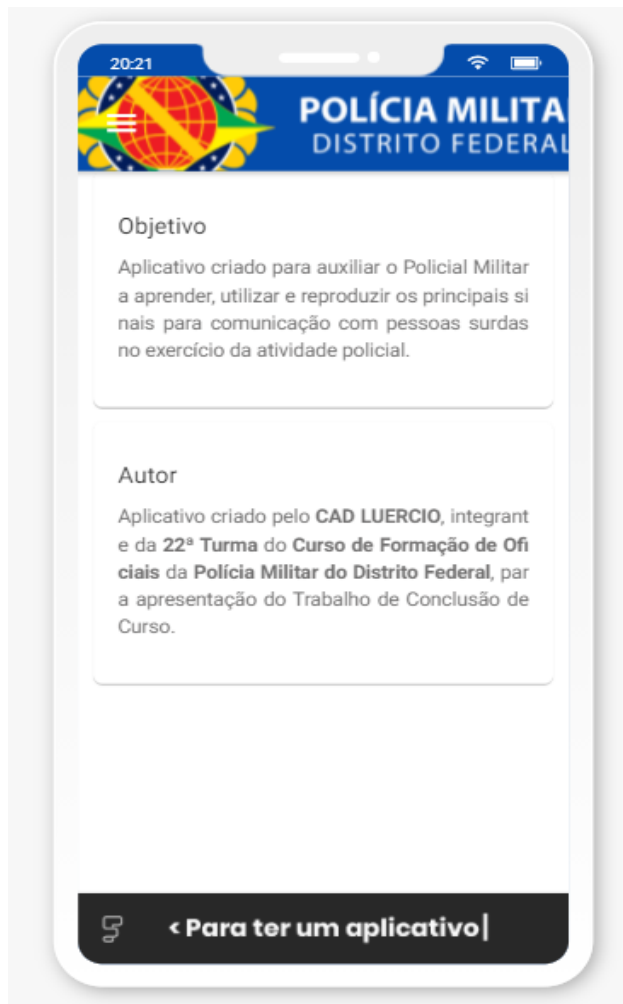 20:21
POLÍCIA MILITA
DISTRITO FEDERAL
Objetivo
Aplicativo criado para auxiliar o Policial Militar
a aprender, utilizar e reproduzir os principais si
nais para comunicação com pessoas surdas
no exercício da atividade policial.
Autor
Aplicativo criado pelo CAD LUERCIO, integrant
e da 22ª Turma do Curso de Formação de Ofi
ciais da Polícia Militar do Distrito Federal, par
a apresentação do Trabalho de Conclusão de
Curso.
< Para ter um aplicativo|